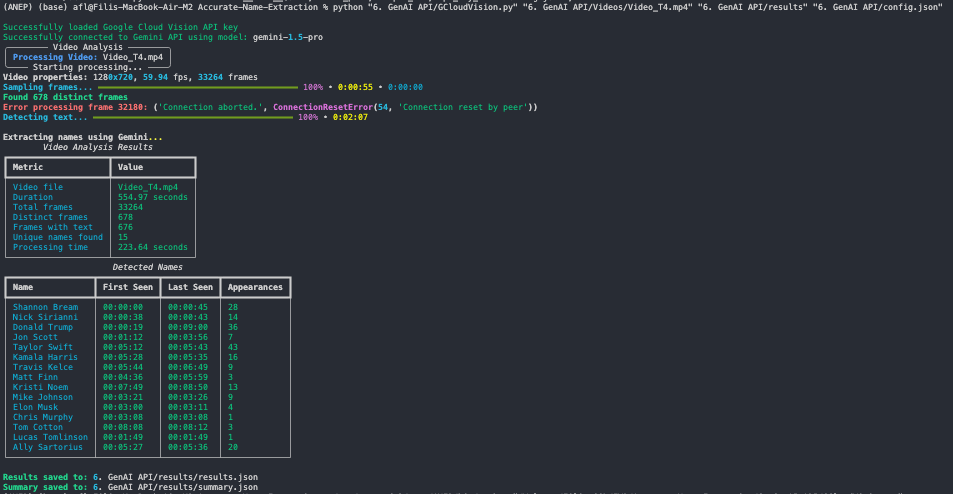 (ANEP) (base) afl@Filis-MacBook-Air-M2 Accurate-Name-Extraction % python "6. GenAI API/GCloudVision.py" "6. GenAI API/Videos/Video_T4.mp4" "6. GenAI API/results" "6. GenAI API/config.json"
Successfully loaded Google Cloud Vision API key
Successfully connected to Gemini API using model: gemini-1.5-pro
Video Analysis
Processing Video: Video_T4.mp4
Starting processing...
Video properties: 1280x720, 59.94 fps, 33264 frames
Sampling frames... 100% • 0:00:55 • 0:00:00
Found 678 distinct frames
Error processing frame 32180: ('Connection aborted.', ConnectionResetError(54, 'Connection reset by peer'))
Detecting text... 100% • 0:02:07
Extracting names using Gemini...
Video Analysis Results
Metric Value
Video file Video_T4.mp4
Duration 554.97 seconds
Total frames 33264
Distinct frames 678
Frames with text 676
Unique names found 15
Processing time 223.64 seconds
Detected Names
Name First Seen Last Seen Appearances
Shannon Bream 00:00:00 00:00:45 28
Nick Sirianni 00:00:38 00:00:43 14
Donald Trump 00:00:19 00:09:00 36
Jon Scott 00:01:12 00:03:56 7
Taylor Swift 00:05:12 00:05:43 43
Kamala Harris 00:05:28 00:05:35 16
Travis Kelce 00:05:44 00:06:49 9
Matt Finn 00:04:36 00:05:59 3
Kristi Noem 00:07:49 00:08:50 13
Mike Johnson 00:03:21 00:03:26 9
Elon Musk 00:03:00 00:03:11 4
Chris Murphy 00:03:08 00:03:08 1
Tom Cotton 00:08:08 00:08:12 3
Lucas Tomlinson 00:01:49 00:01:49 1
Ally Sartorius 00:05:27 00:05:36 20
Results saved to: 6. GenAI API/results/results.json
Summary saved to: 6. GenAI API/results/summary.json